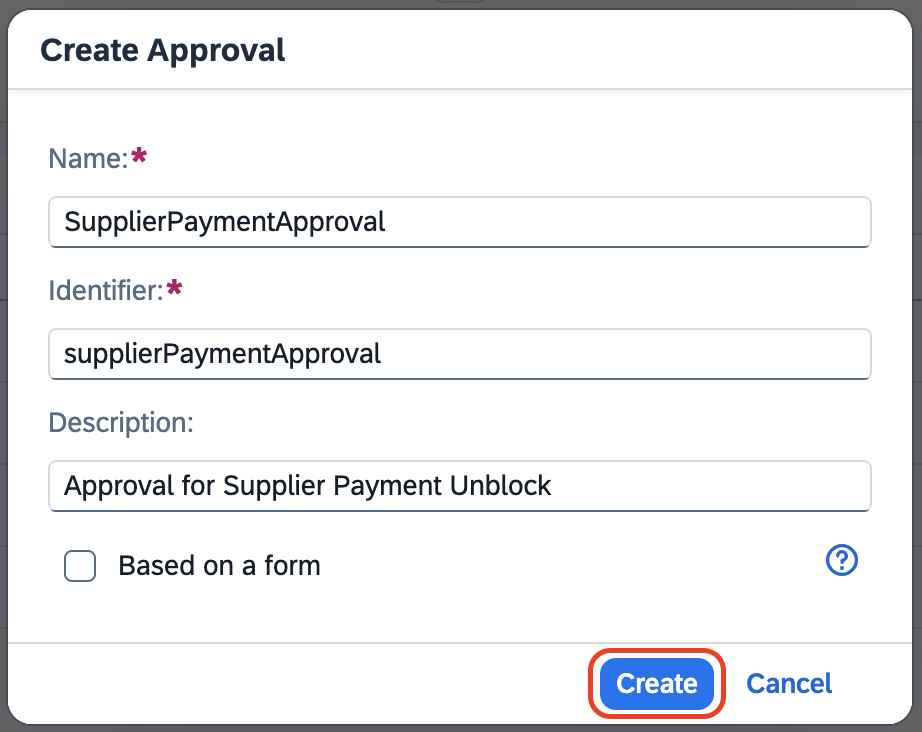 Create Approval
Name:*
SupplierPaymentApproval
Identifier:*
supplierPaymentApproval
Description:
Approval for Supplier Payment Unblock
Based on a form ?
Create Cancel